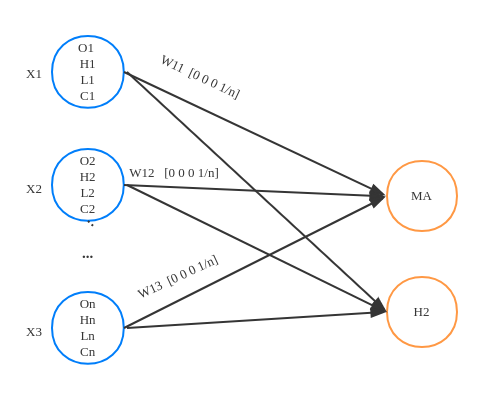 X1
O1
H1
L1
C1
W11 [0 0 0 1/n]
X2
O2
H2
L2
C2
W12 [0 0 0 1/n]
MA
...
W13 [0 0 0 1/n]
X3
On
Hn
Ln
Cn
H2